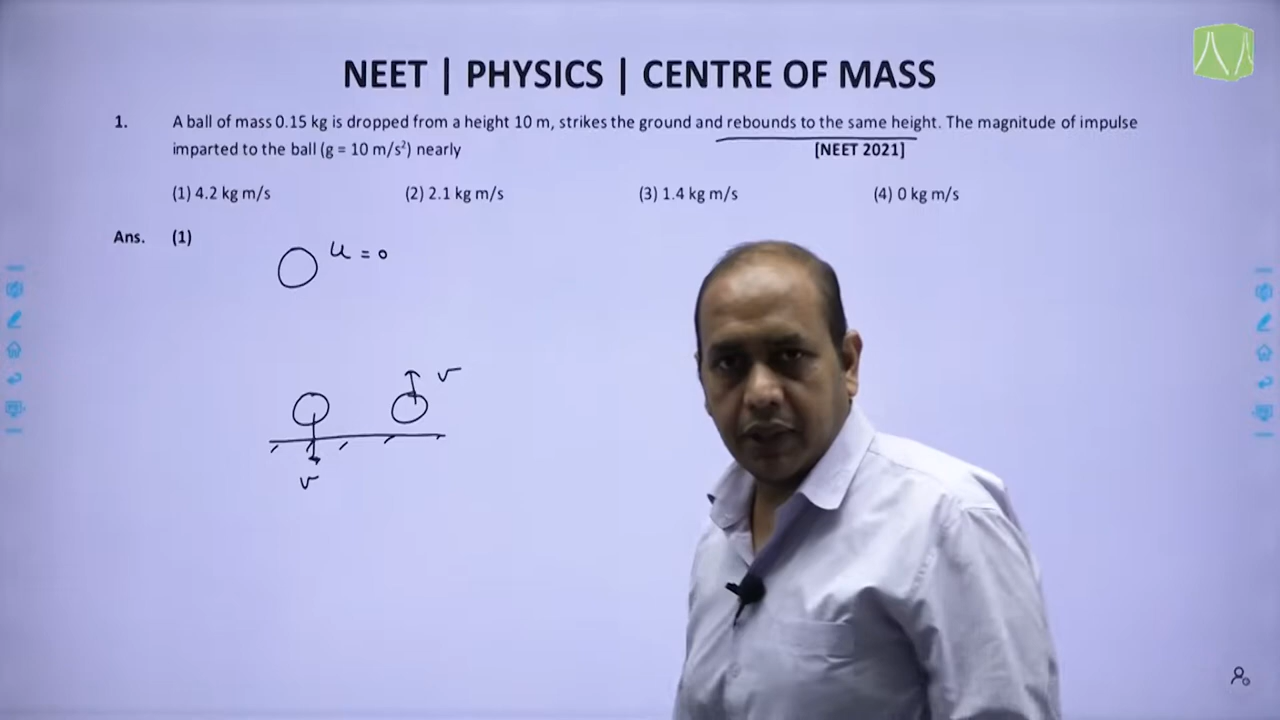 NEET | PHYSICS | CENTRE OF MASS
1. A ball of mass 0.15 kg is dropped from a height 10 m, strikes the ground and rebounds to the same height. The magnitude of impulse
imparted to the ball (g = 10 m/s²) nearly [NEET 2021]
(1) 4.2 kg m/s (2) 2.1 kg m/s (3) 1.4 kg m/s (4) 0 kg m/s
Ans. (1)
u = 0
v
v